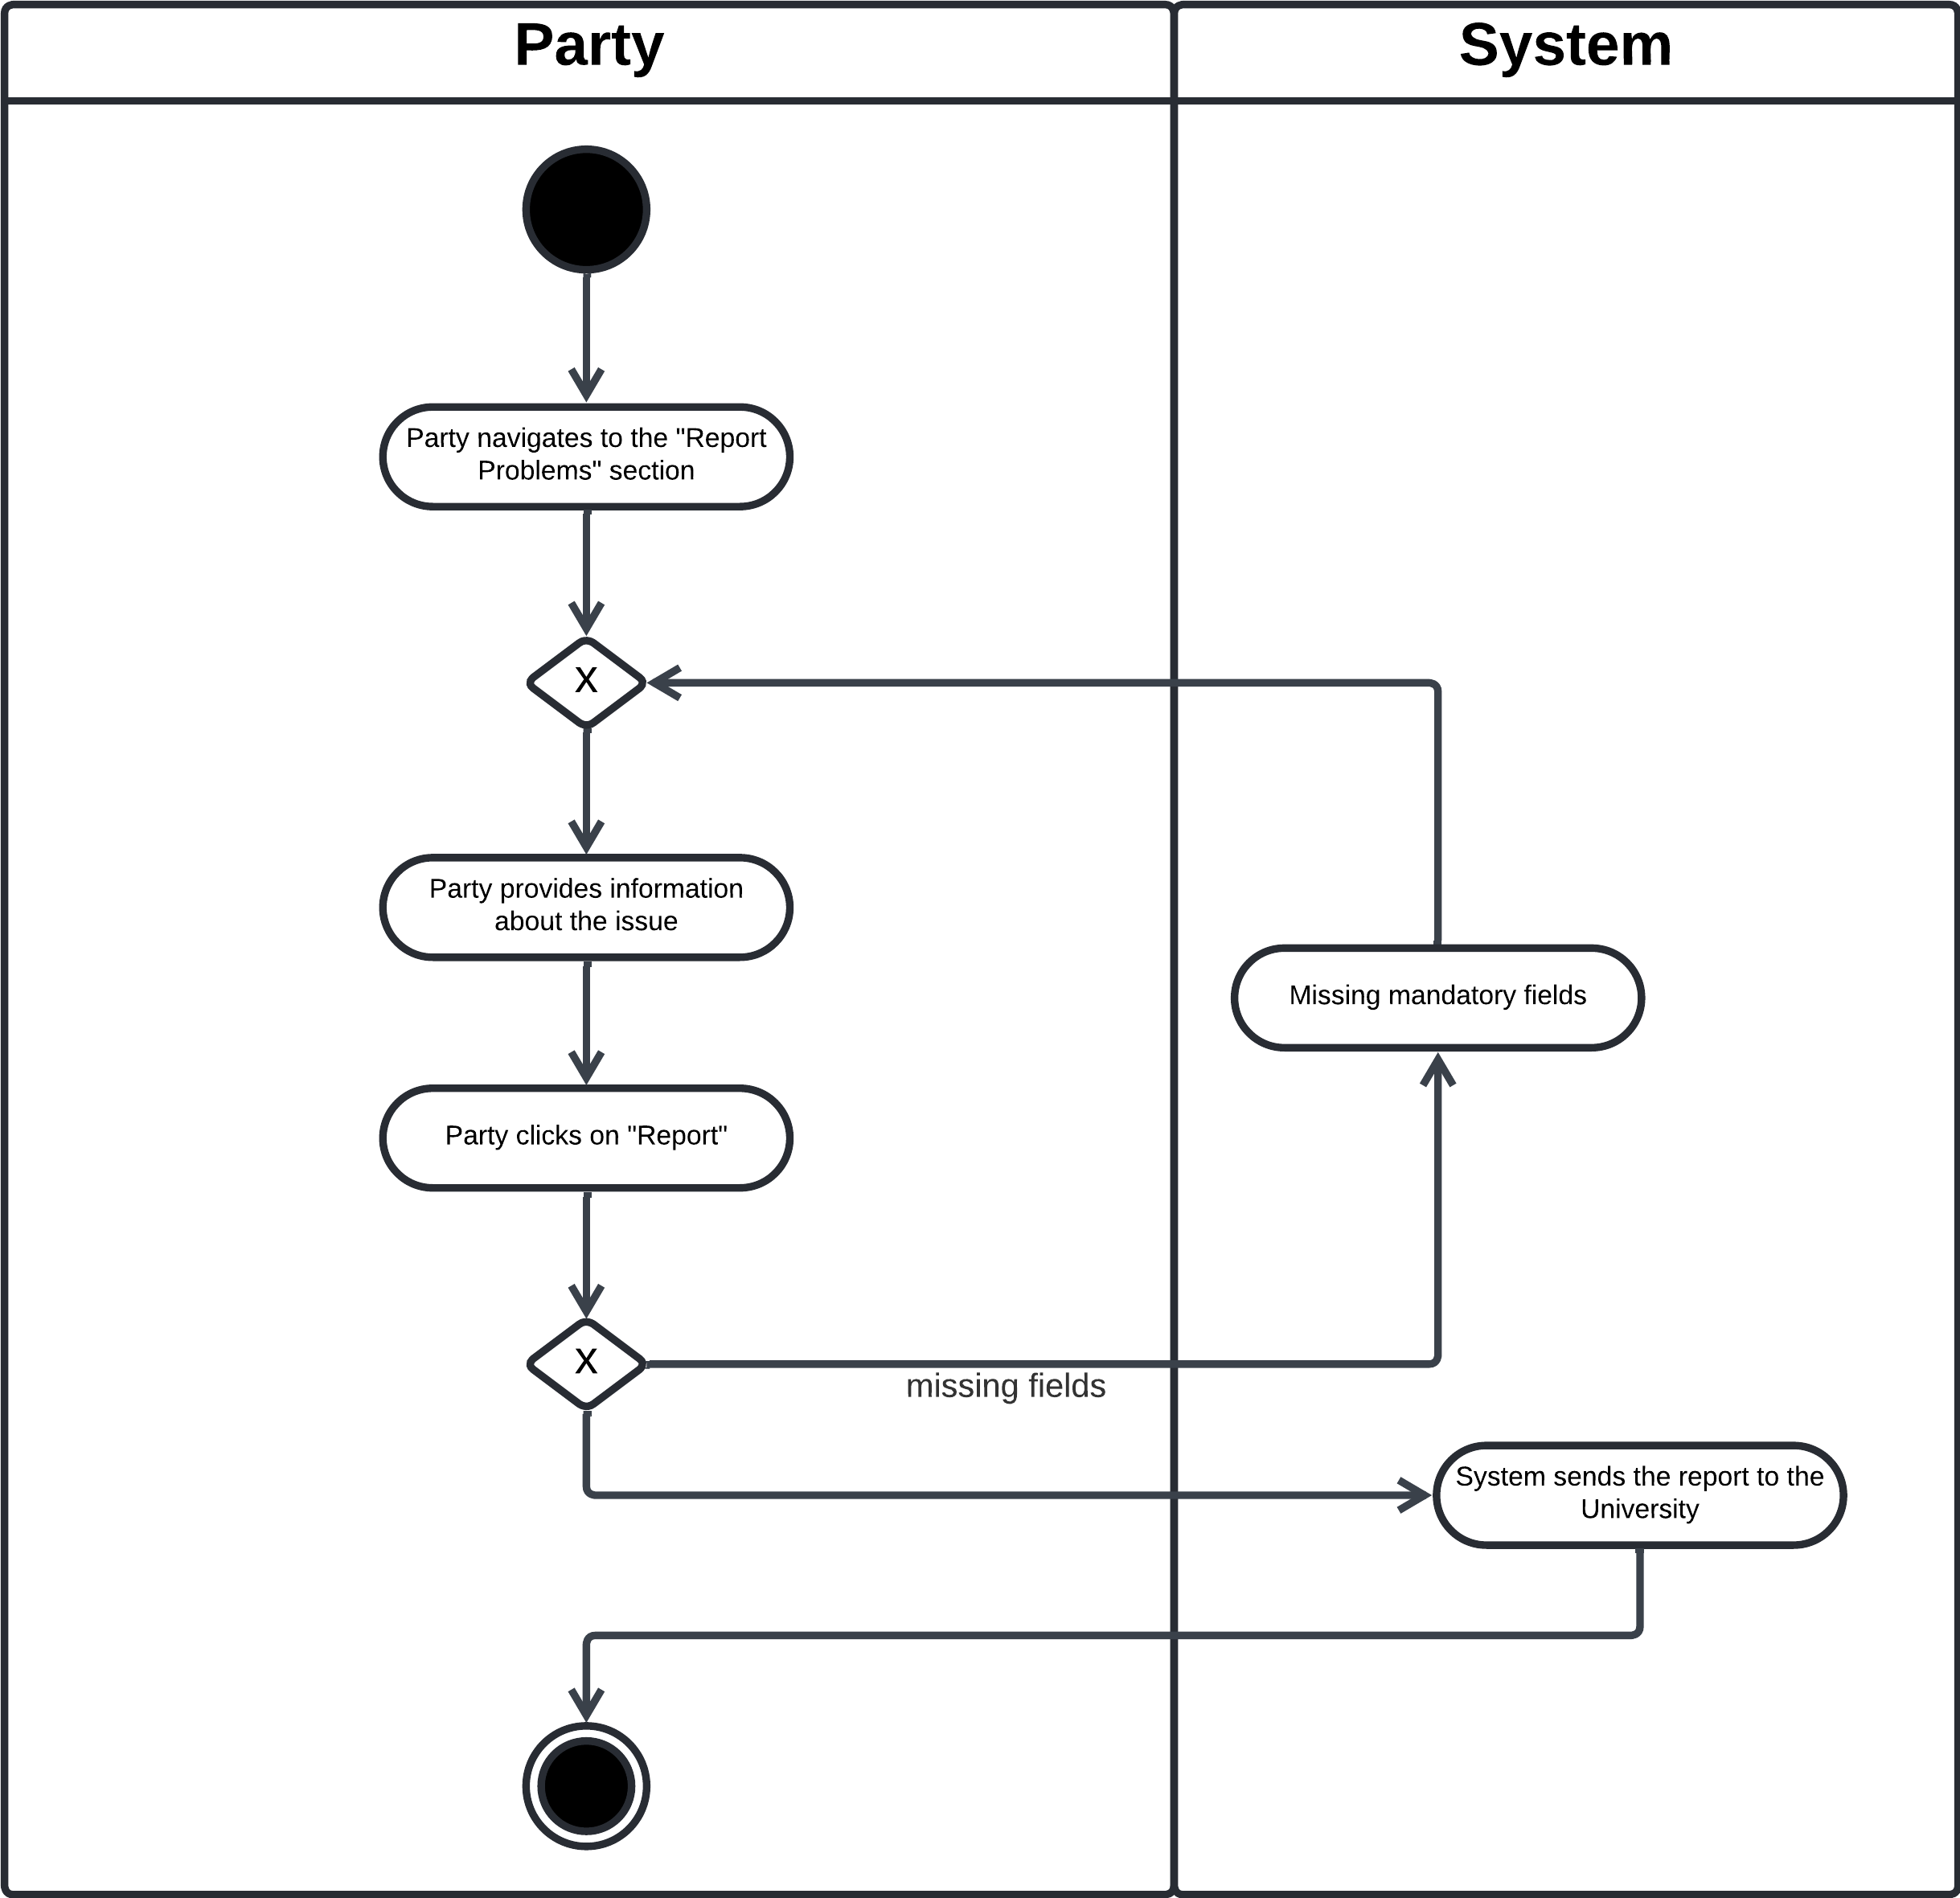 Party
System
Party navigates to the "Report
Problems" section
X
Party provides information
about the issue
Missing mandatory fields
Party clicks on "Report"
X
missing fields
System sends the report to the
University